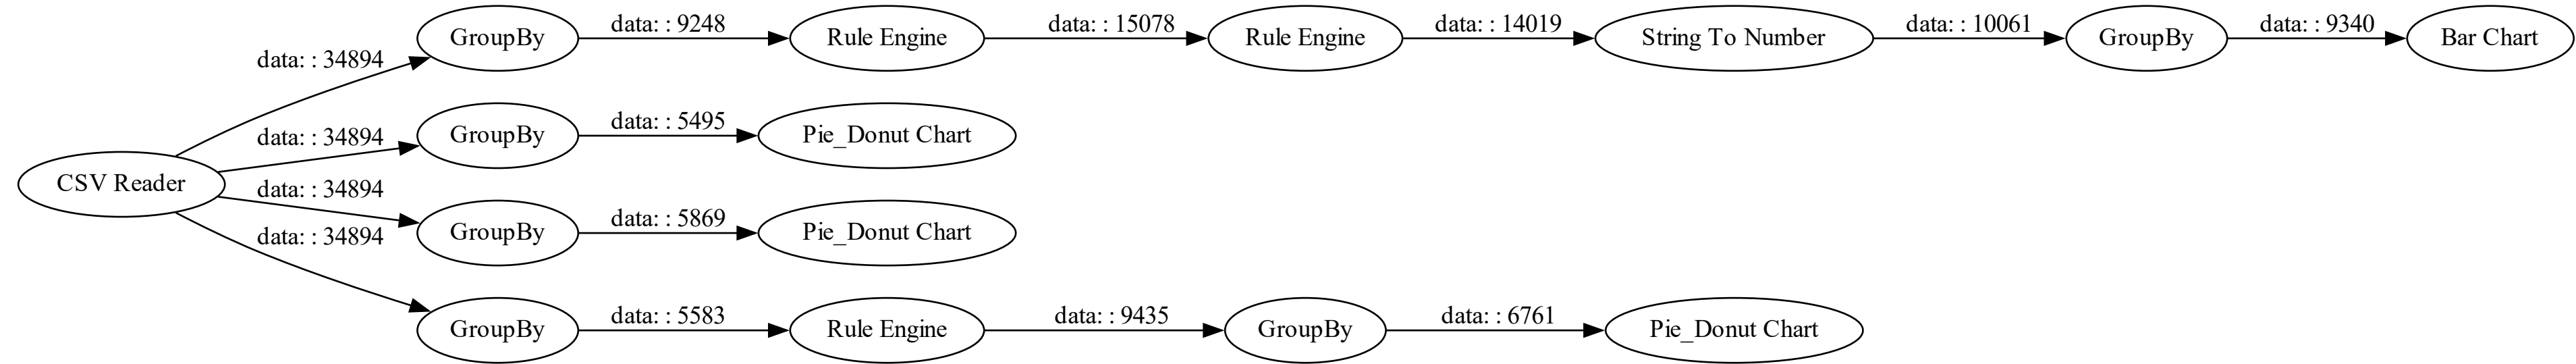 GroupBy data: : 9248 Rule Engine data: : 15078 Rule Engine data: : 14019 String To Number data: : 10061 GroupBy data: : 9340 Bar Chart
data: : 34894
data: : 34894 GroupBy data: : 5495 Pie_Donut Chart
CSV Reader
data: : 34894
GroupBy data: : 5869 Pie_Donut Chart
data: : 34894
GroupBy data: : 5583 Rule Engine data: : 9435 GroupBy data: : 6761 Pie_Donut Chart